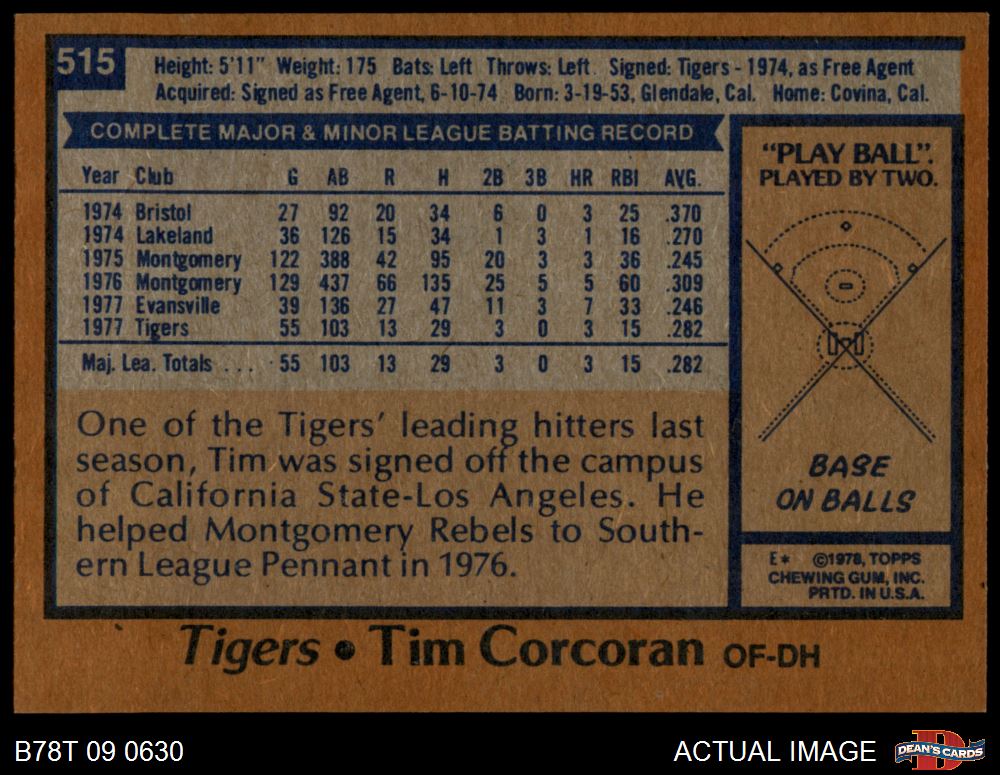 515
Height: 5'11" Weight: 175 Bats: Left Throws: Left Signed: Tigers - 1974, as Free Agent
Acquired: Signed as Free Agent, 6-10-74 Born: 3-19-53, Glendale, Cal. Home: Covina, Cal.
COMPLETE MAJOR & MINOR LEAGUE BATTING RECORD
Year Club G AB R H 2B 3B HR RBI AVG.
1974 Bristol 27 92 20 34 6 0 3 25 .370
1974 Lakeland 36 126 15 34 1 3 1 16 .270
1975 Montgomery 122 388 42 95 20 3 3 36 .245
1976 Montgomery 129 437 66 135 25 5 5 60 .309
1977 Evansville 39 136 27 47 11 3 7 33 .246
1977 Tigers 55 103 13 29 3 0 3 15 .282
Maj. Lea. Totals . . . 55 103 13 29 3 0 3 15 .282
One of the Tigers' leading hitters last
season, Tim was signed off the campus
of California State-Los Angeles. He
helped Montgomery Rebels to South-
ern League Pennant in 1976.
"PLAY BALL".
PLAYED BY TWO.
BASE
ON BALLS
E* ©1978, TOPPS
CHEWING GUM, INC.
PRTD. IN U.S.A.
Tigers • Tim Corcoran OF-DH
B78T 09 0630
ACTUAL IMAGE
D
DEAN'S CARDS